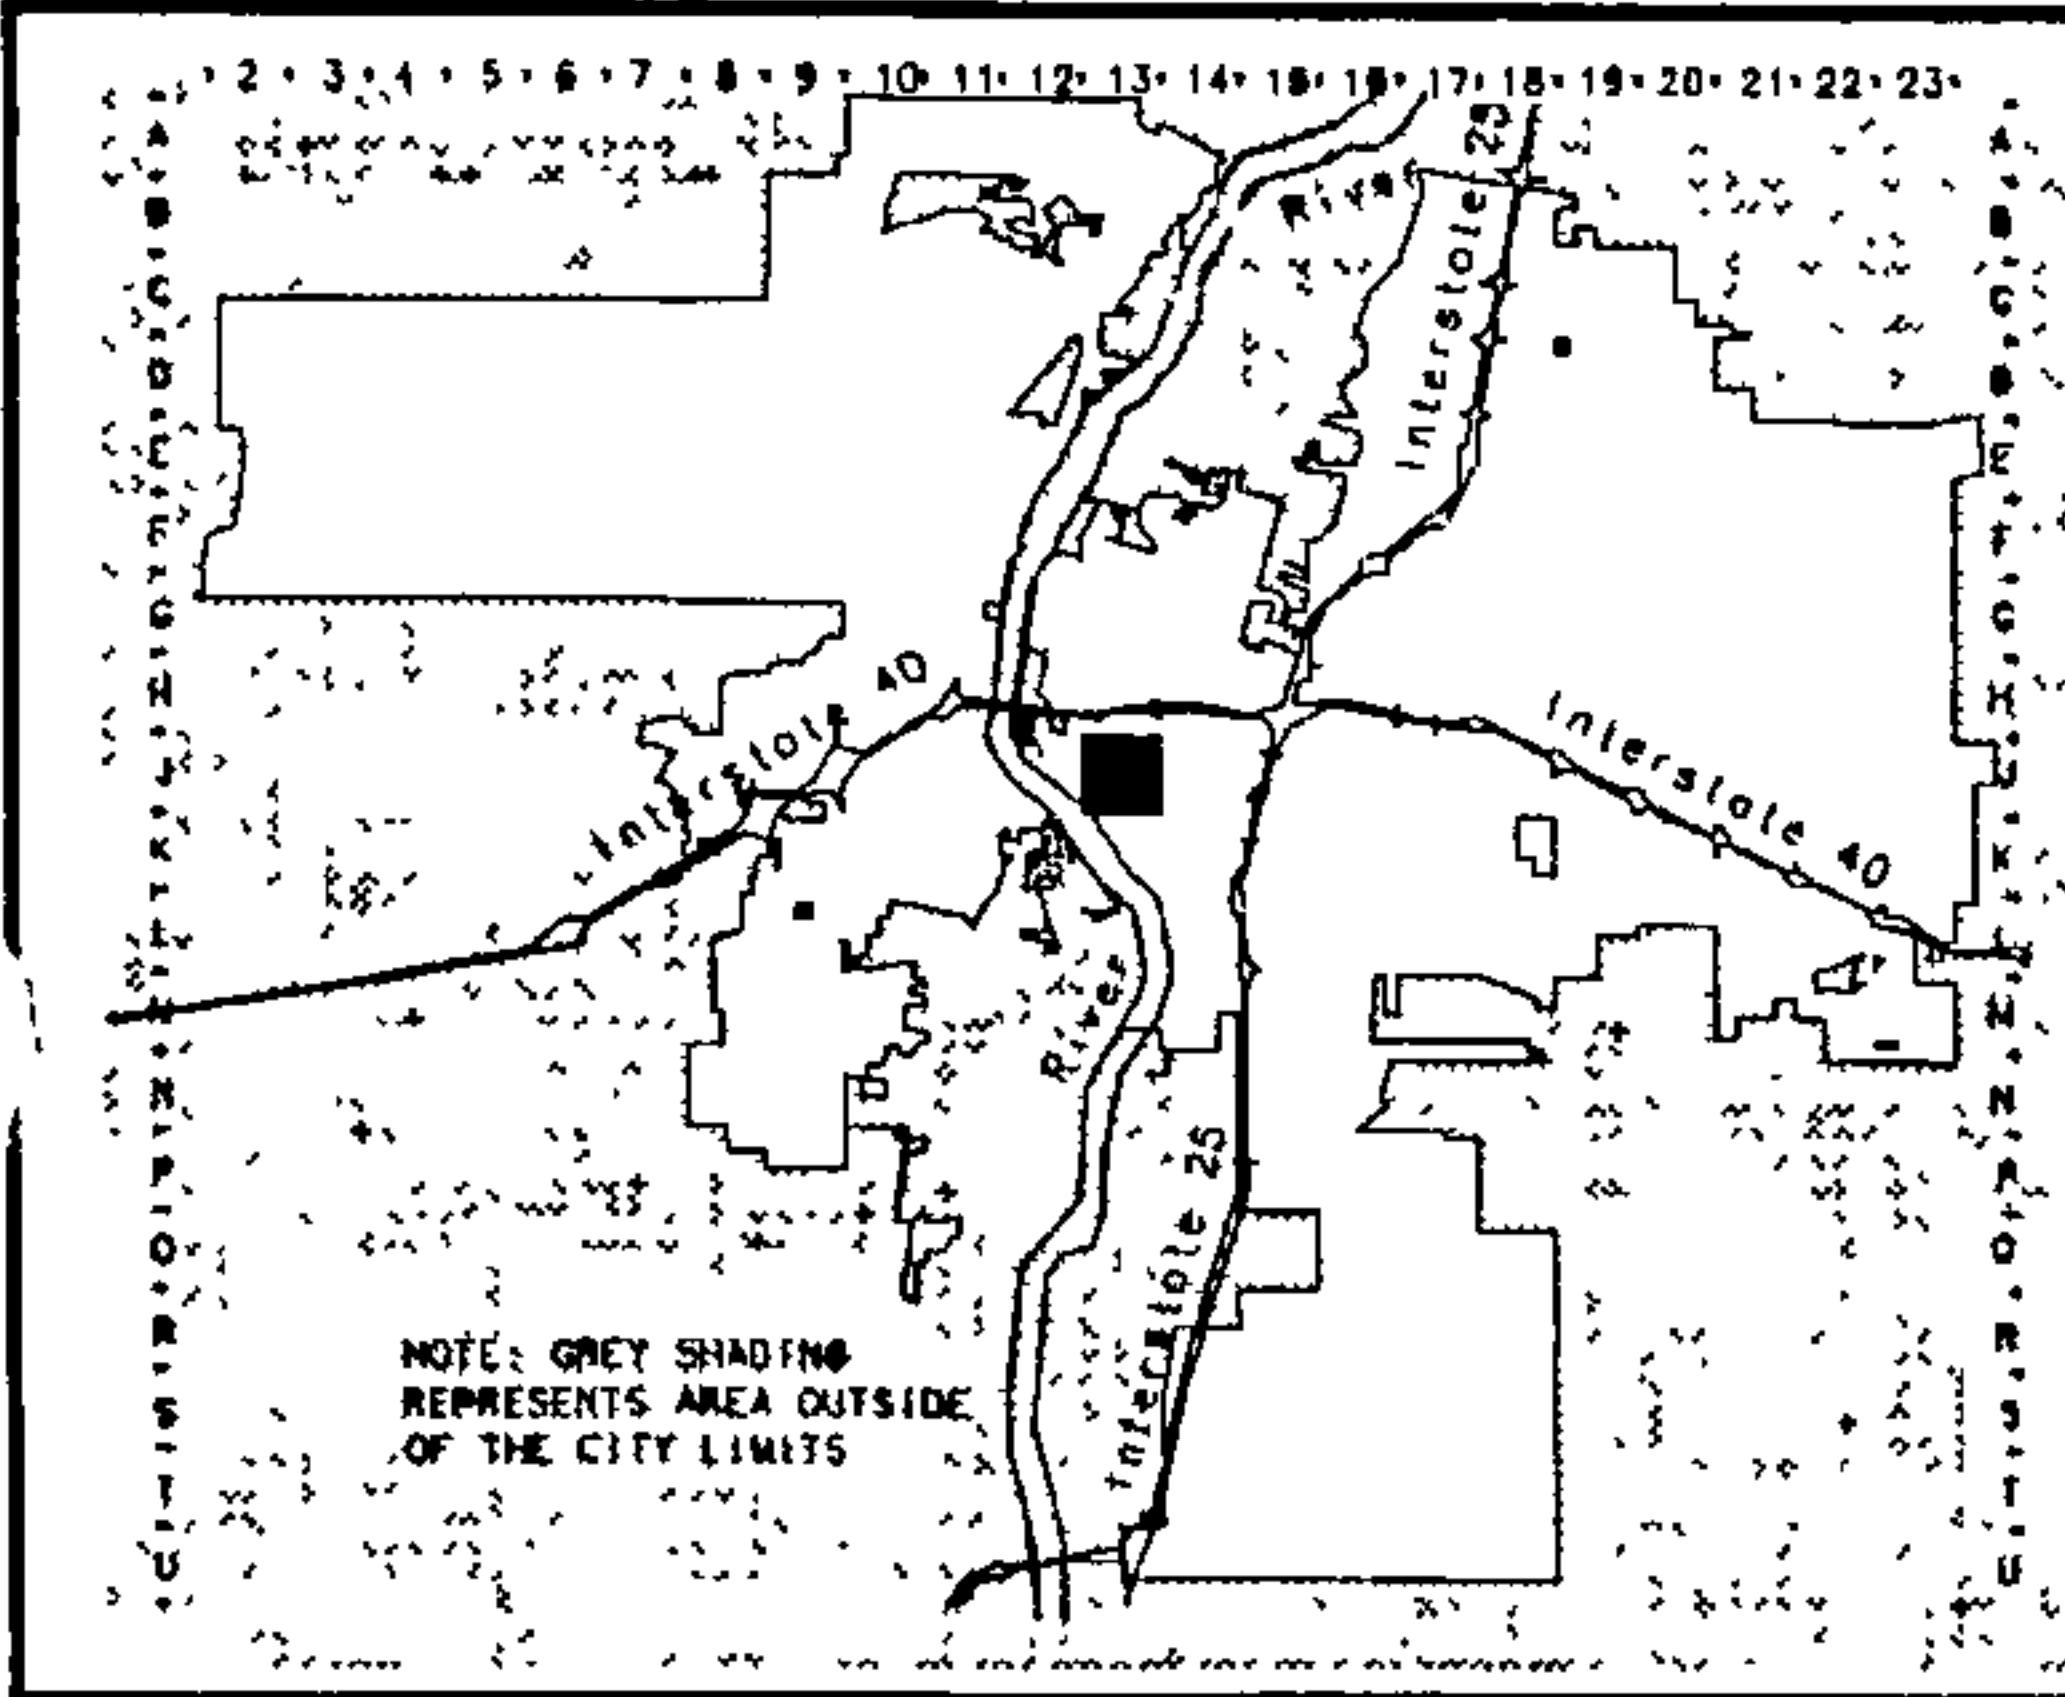 2 3 4 5 6 7 8 9 10 11 12 13 14 15 16 17 18 19 20 21 22 23
A A
B B
C C
D D
E E
F F
G G
H H
J J
K K
L L
M M
N N
P
O O
R R
S S
T T
U U
River
Interstate 25
Interstate 40
Interstate 40
River
Interstate 25
NOTE: GREY SHADING
REPRESENTS AREA OUTSIDE
OF THE CITY LIMITS